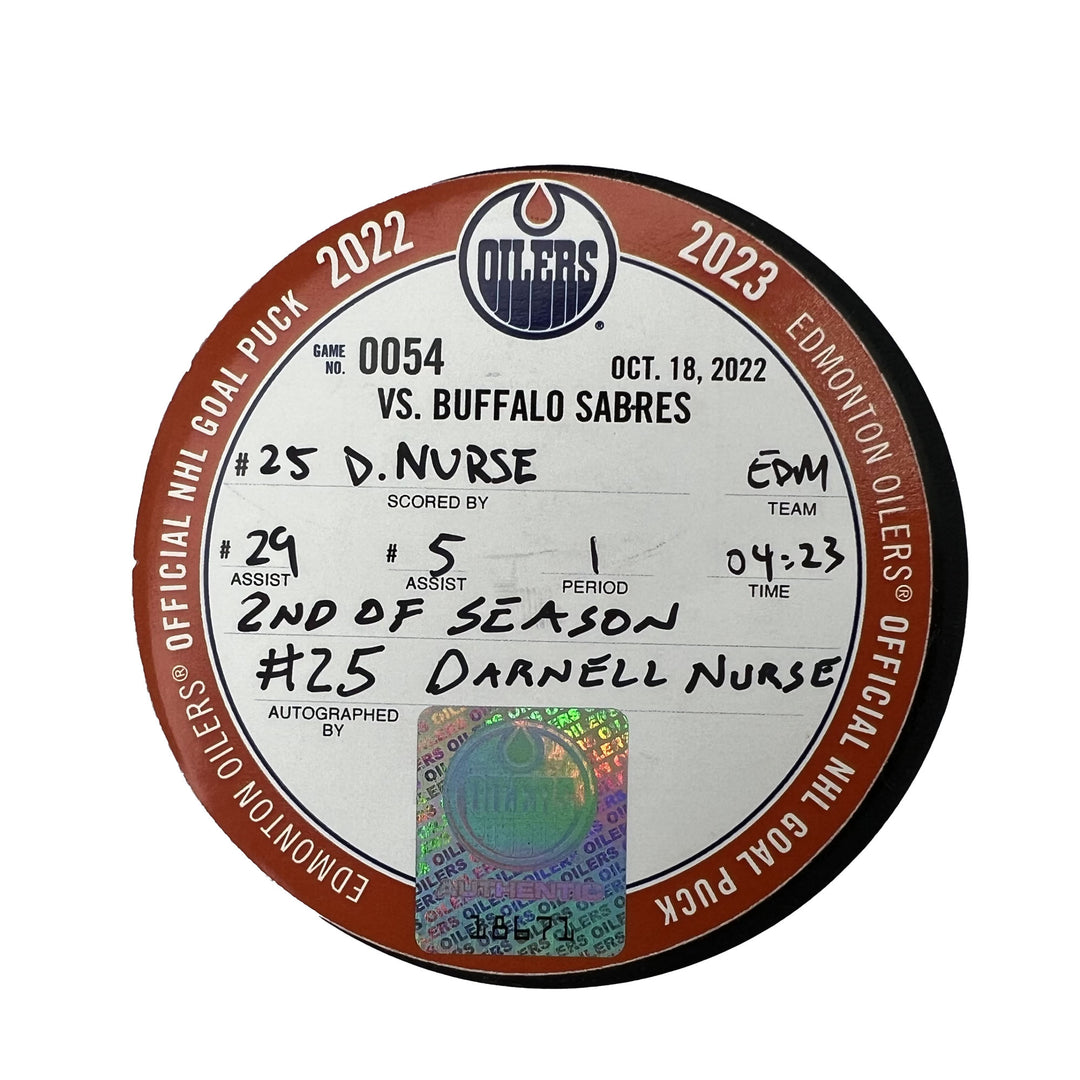 EDMONTON OILERS® OFFICIAL NHL GOAL PUCK 2022
2023 EDMONTON OILERS® OFFICIAL NHL GOAL PUCK
OILERS
®
GAME NO. 0054
OCT. 18, 2022
VS. BUFFALO SABRES
# 25 D. NURSE EDM
SCORED BY TEAM
# 29 # 5 1 04:23
ASSIST ASSIST PERIOD TIME
2ND OF SEASON
#25 DARNELL NURSE
AUTOGRAPHED BY
OILERS
AUTHENTIC
18671